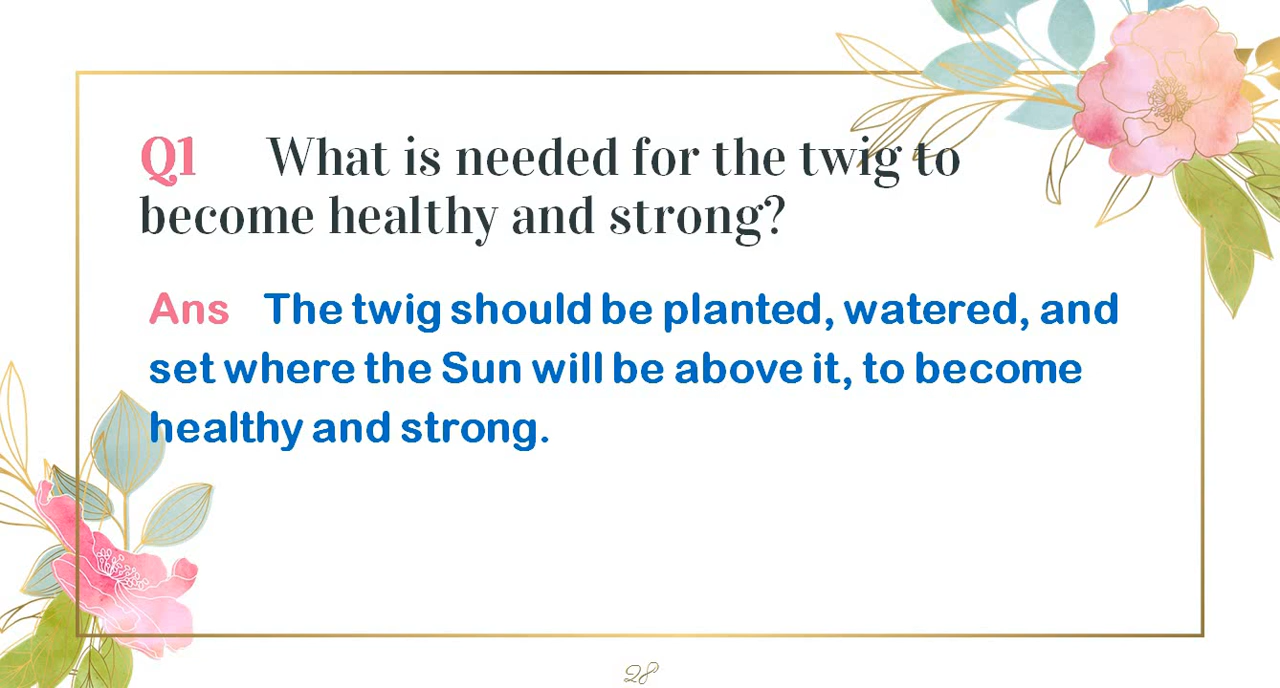 Q1 What is needed for the twig to
become healthy and strong?
Ans The twig should be planted, watered, and
set where the Sun will be above it, to become
healthy and strong.
28